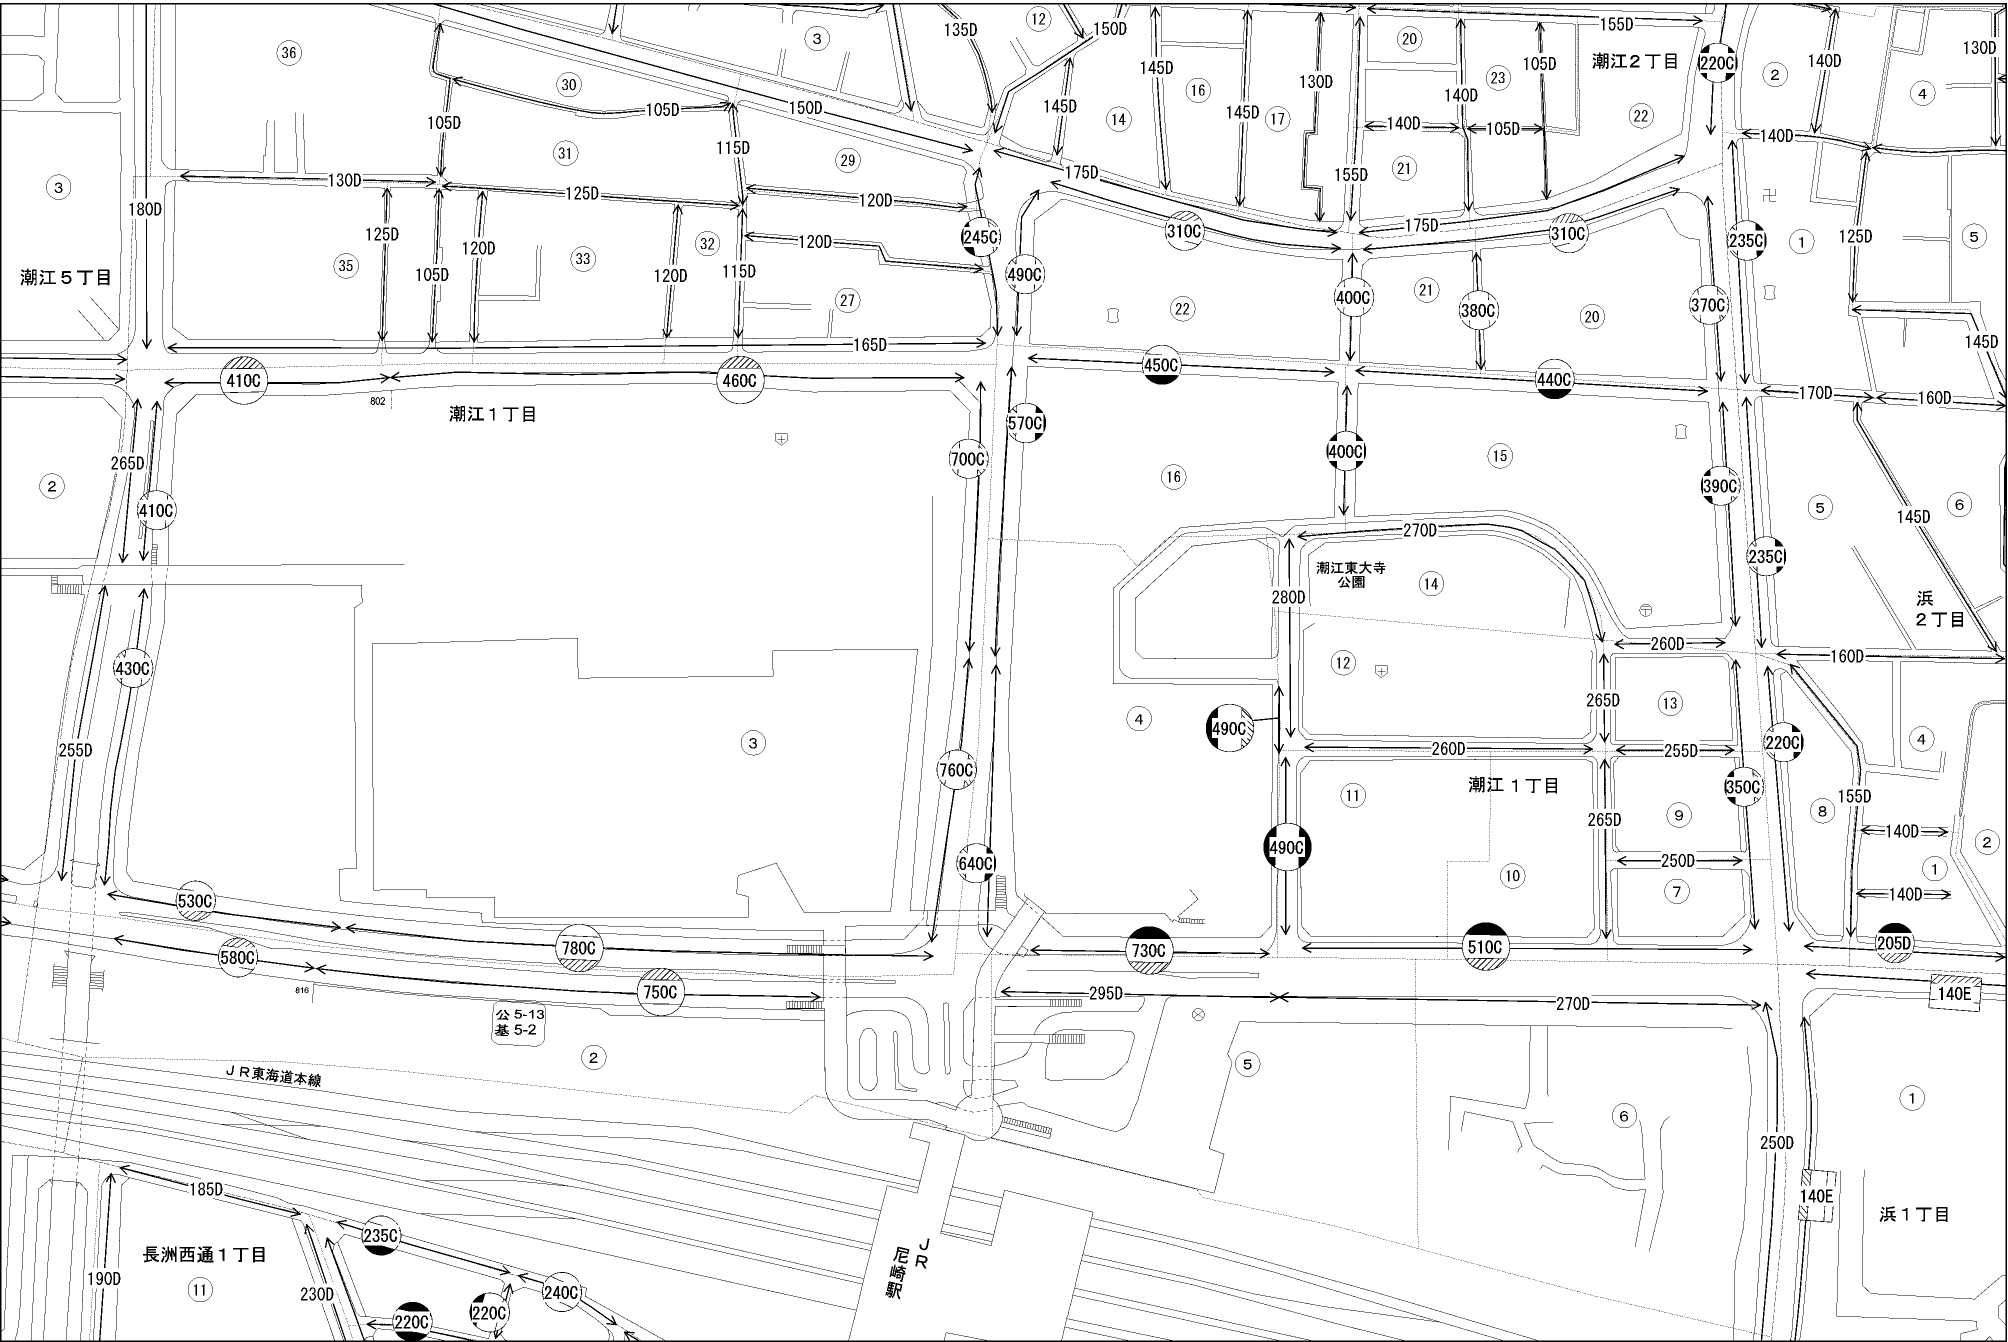 12
135D
150D
155D
36
3
20
潮江２丁目
220C
130D
30
145D
16
130D
23
105D
2
140D
4
105D
150D
145D
14
145D
17
140D
22
105D
140D
105D
140D
31
115D
29
3
130D
125D
120D
175D
155D
21
180D
125D
120D
32
120D
245C
310C
175D
310C
235C
1
125D
5
潮江５丁目
35
105D
33
120D
115D
490C
27
22
400C
21
380C
20
370C
165D
145D
410C
460C
450C
440C
170D
160D
802
潮江１丁目
570C
265D
700C
400C
15
2
16
390C
5
6
410C
145D
270D
235C
潮江東大寺
公園
14
280D
浜
２丁目
430C
12
260D
160D
265D
13
4
490C
255D
3
260D
255D
220C
4
760C
潮江１丁目
350C
11
265D
9
8
155D
140D
2
640C
490C
250D
10
7
1
140D
530C
780C
730C
510C
205D
580C
750C
816
295D
270D
140E
公 5-13
基 5-2
2
5
ＪＲ東海道本線
6
1
250D
185D
140E
235C
浜１丁目
長洲西通１丁目
ＪＲ
尼崎駅
190D
11
230D
220C
220C
240C